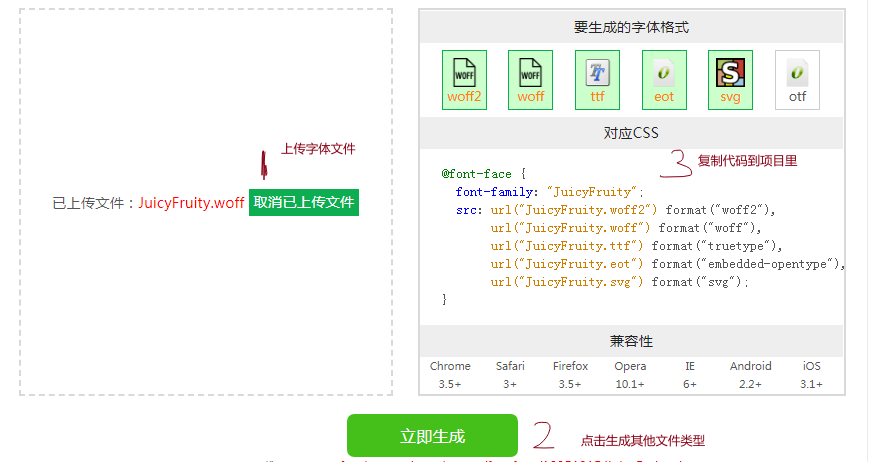 要生成的字体格式
woff2 woff ttf eot svg otf
对应CSS
1 上传字体文件
3 复制代码到项目里
已上传文件：JuicyFruity.woff 取消已上传文件
@font-face {
font-family: "JuicyFruity";
src: url("JuicyFruity.woff2") format("woff2"),
url("JuicyFruity.woff") format("woff"),
url("JuicyFruity.ttf") format("truetype"),
url("JuicyFruity.eot") format("embedded-opentype"),
url("JuicyFruity.svg") format("svg");
}
兼容性
Chrome Safari Firefox Opera IE Android iOS
3.5+ 3+ 3.5+ 10.1+ 6+ 2.2+ 3.1+
立即生成 2 点击生成其他文件类型